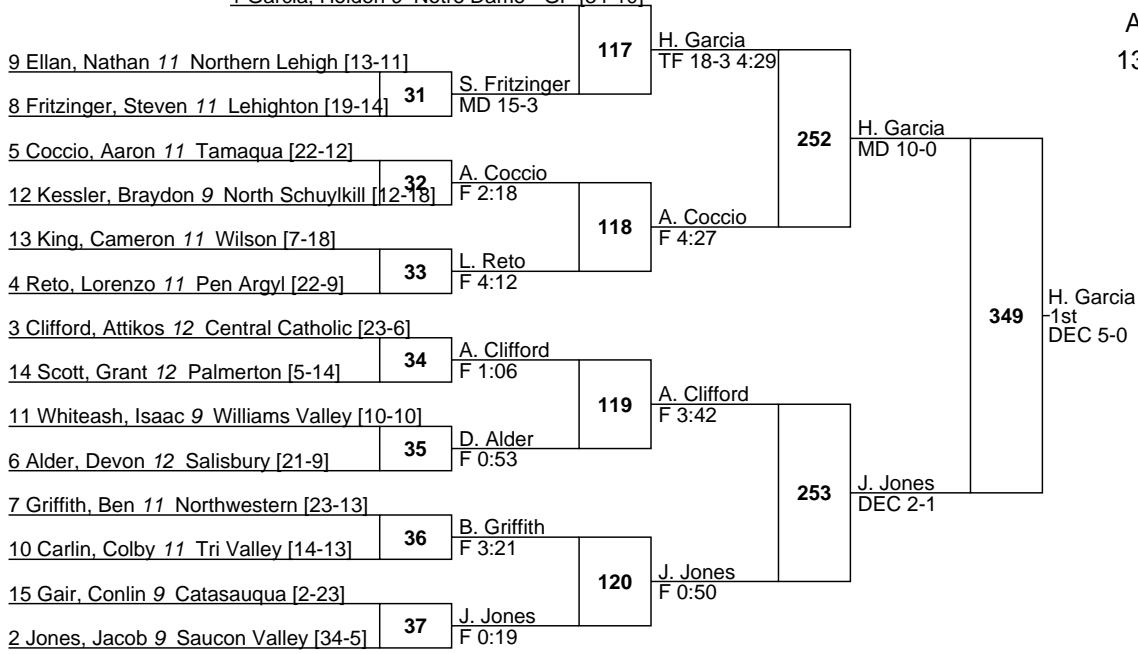 1 Garcia, Holden 9 Notre Dame - GP
9 Ellan, Nathan 11 Northern Lehigh [13-11]
8 Fritzinger, Steven 11 Lehighton [19-14]
5 Coccio, Aaron 11 Tamaqua [22-12]
12 Kessler, Braydon 9 North Schuylkill [12-18]
13 King, Cameron 11 Wilson [7-18]
4 Reto, Lorenzo 11 Pen Argyl [22-9]
3 Clifford, Attikos 12 Central Catholic [23-6]
14 Scott, Grant 12 Palmerton [5-14]
11 Whiteash, Isaac 9 Williams Valley [10-10]
6 Alder, Devon 12 Salisbury [21-9]
7 Griffith, Ben 11 Northwestern [23-13]
10 Carlin, Colby 11 Tri Valley [14-13]
15 Gair, Conlin 9 Catasauqua [2-23]
2 Jones, Jacob 9 Saucon Valley [34-5]
31
32
33
34
35
36
37
S. Fritzinger
MD 15-3
A. Coccio
F 2:18
L. Reto
F 4:12
A. Clifford
F 1:06
D. Alder
F 0:53
B. Griffith
F 3:21
J. Jones
F 0:19
117
118
119
120
H. Garcia
TF 18-3 4:29
A. Coccio
F 4:27
A. Clifford
F 3:42
J. Jones
F 0:50
252
253
H. Garcia
MD 10-0
J. Jones
DEC 2-1
349
H. Garcia
1st
DEC 5-0
A
13